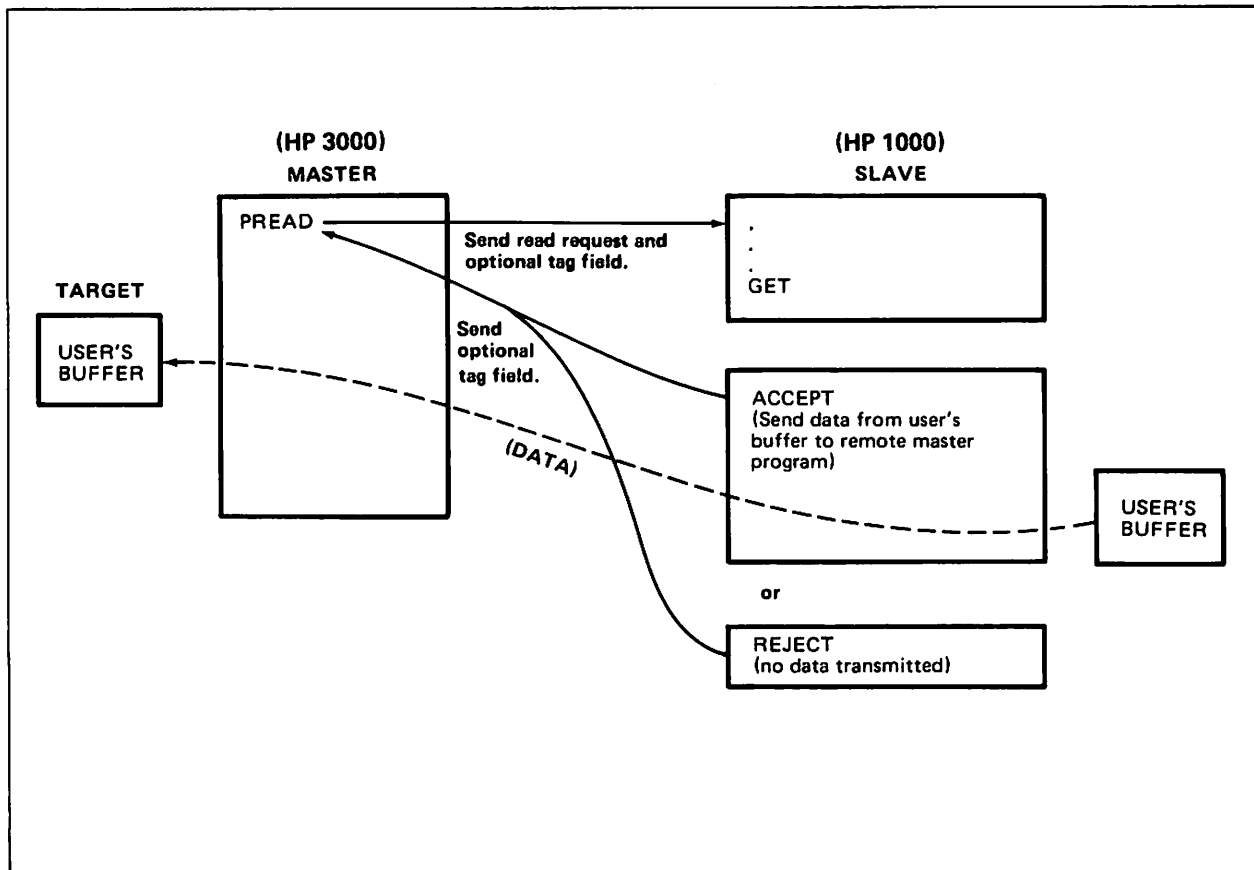 (HP 3000)
MASTER
(HP 1000)
SLAVE
PREAD
Send read request and
optional tag field.
.
.
.
GET
TARGET
USER'S
BUFFER
Send
optional
tag field.
(DATA)
ACCEPT
(Send data from user's
buffer to remote master
program)
USER'S
BUFFER
or
REJECT
(no data transmitted)